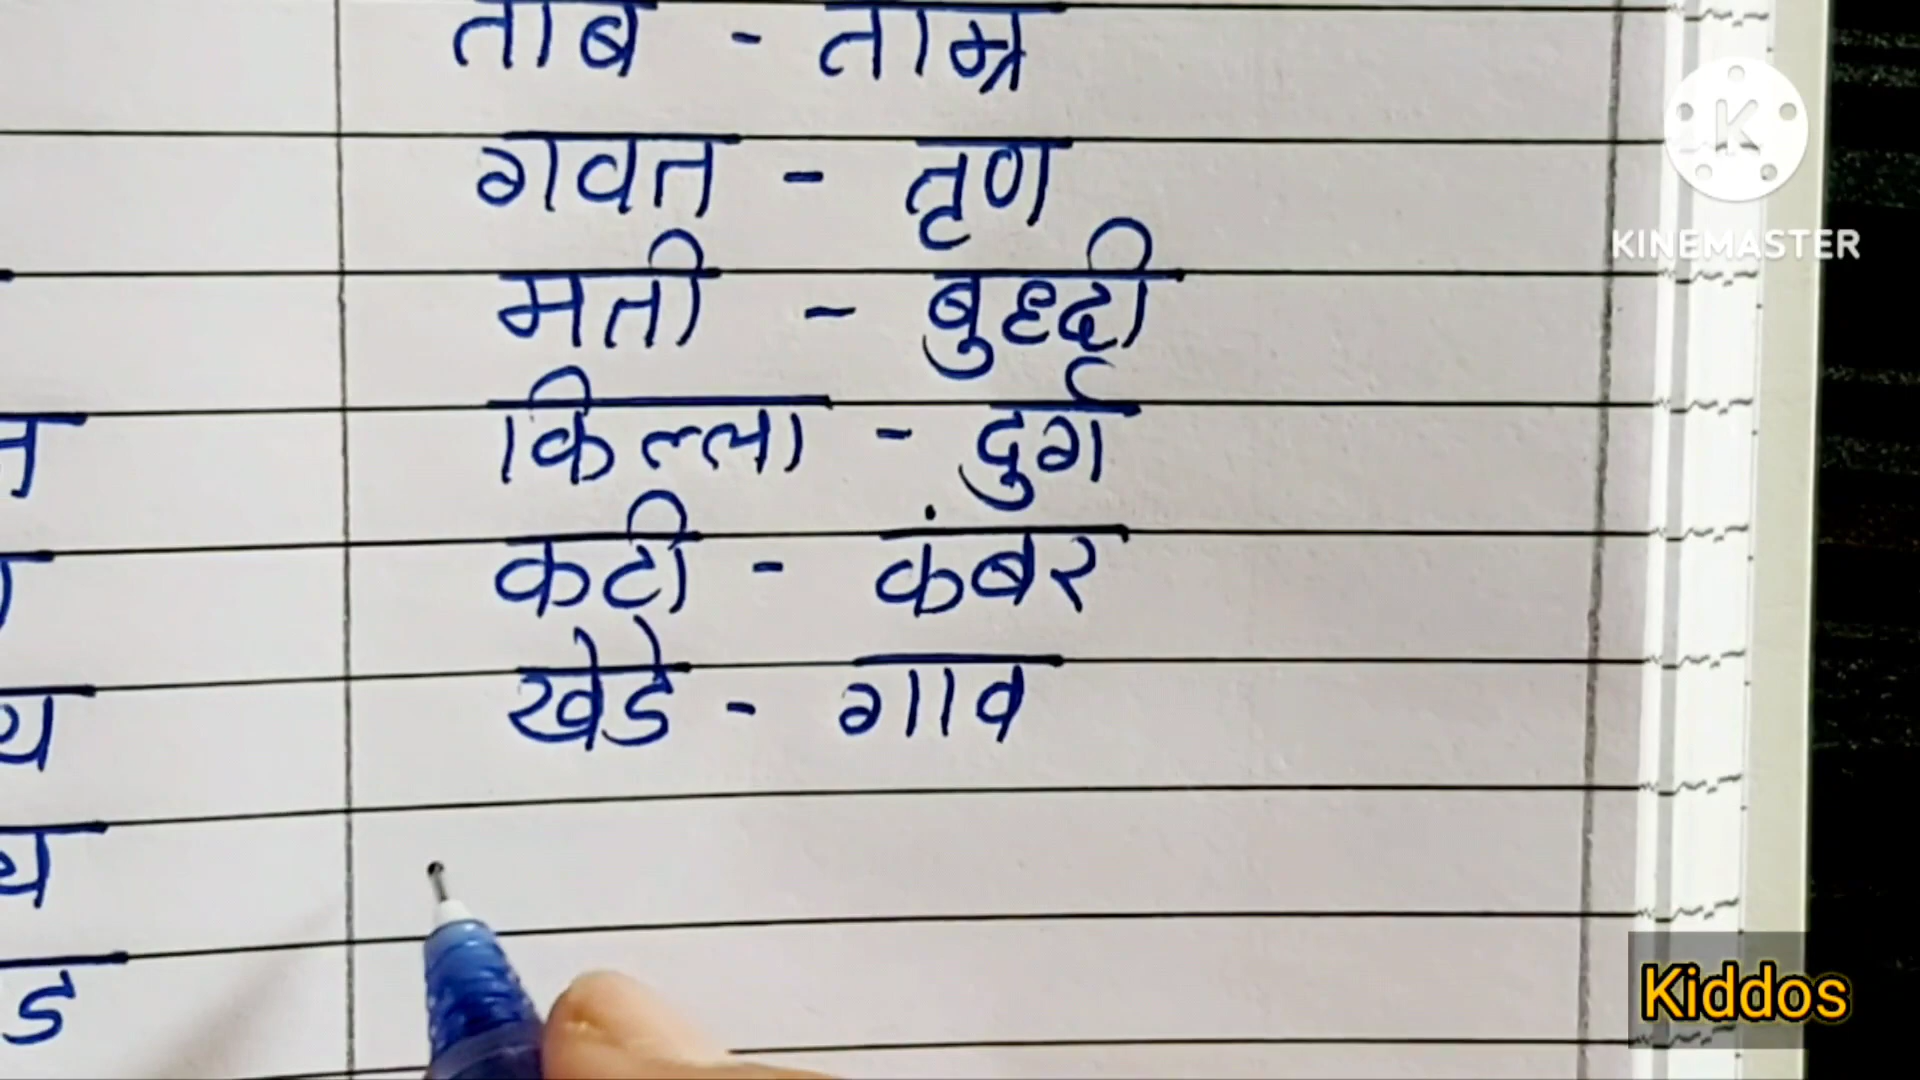 ताब - ताम्र
गवत - तृण
मती - बुद्दी
किल्ला - दुर्ग
कटी - कंबर
खेडे - गाव
KINEMASTER
Kiddos